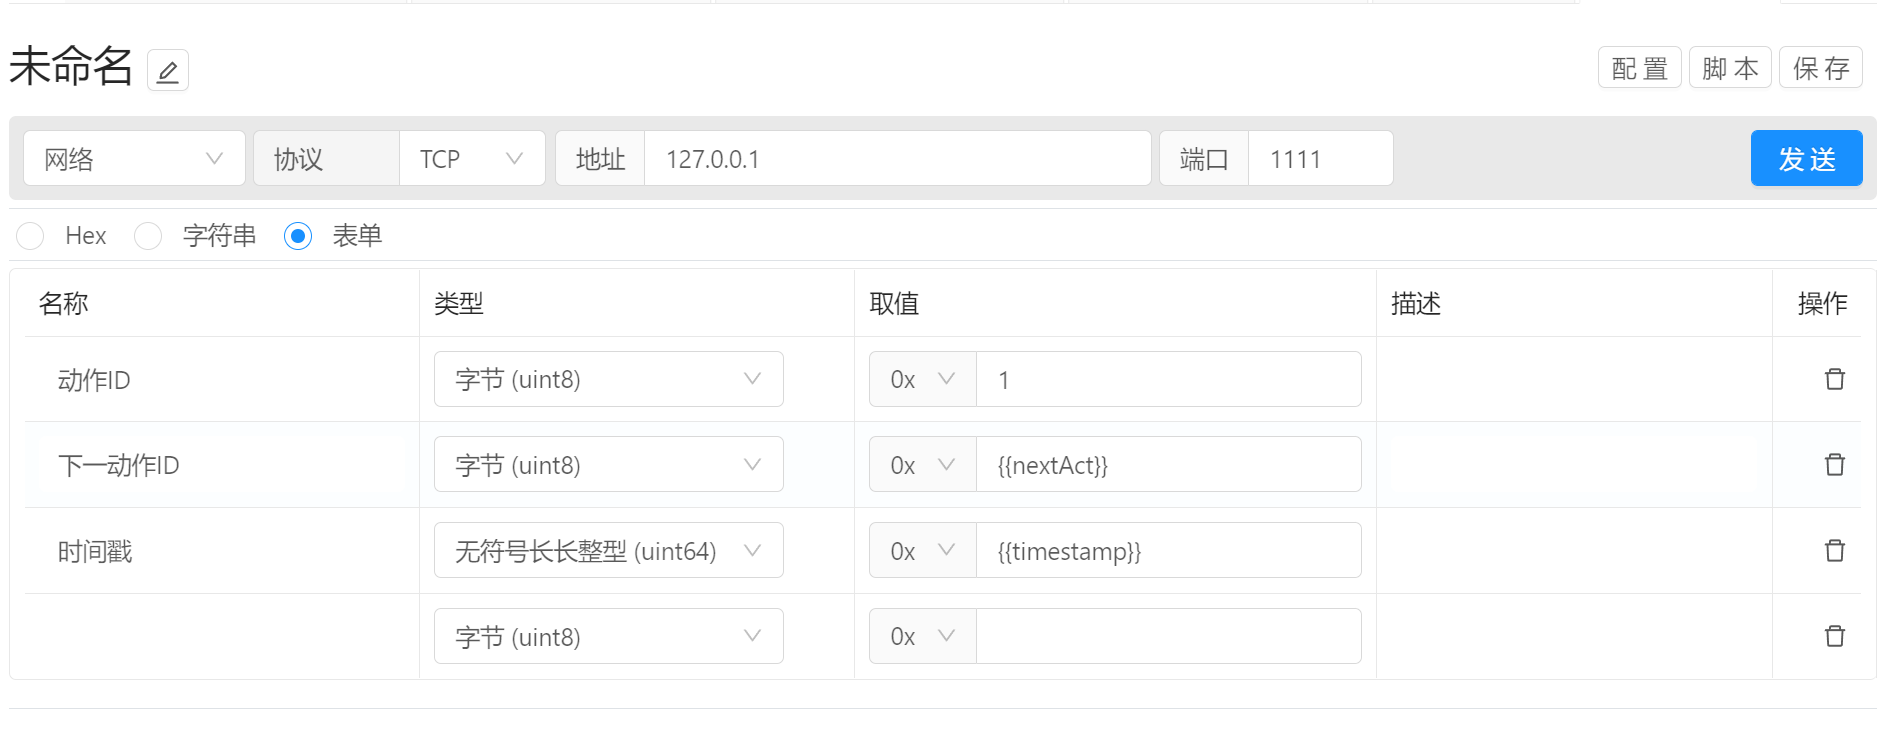 未命名
配置 脚本 保存
网络 协议 TCP 地址 127.0.0.1 端口 1111 发送
Hex 字符串 表单
名称 类型 取值 描述 操作
动作ID 字节 (uint8) 0x 1
下一动作ID 字节 (uint8) 0x {{nextAct}}
时间戳 无符号长长整型 (uint64) 0x {{timestamp}}
字节 (uint8) 0x